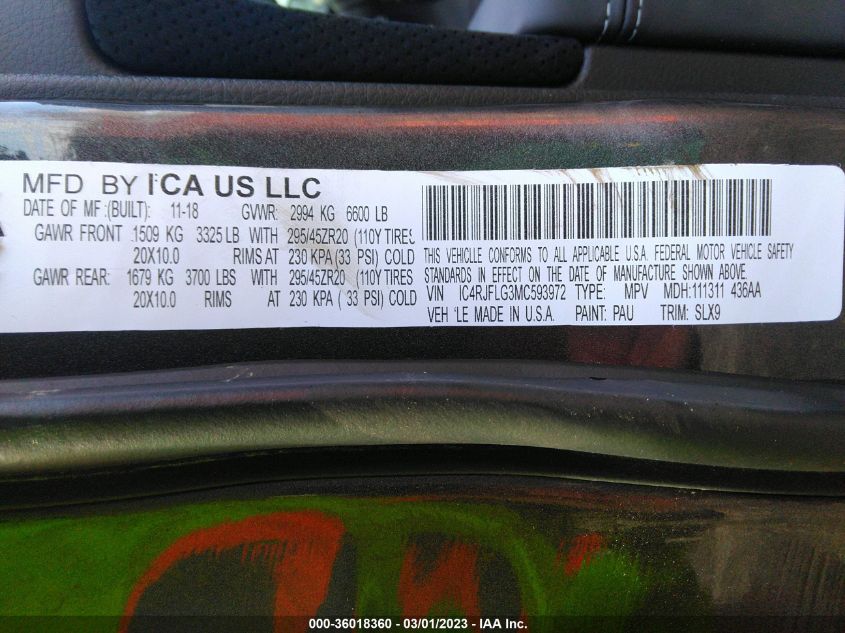 MFD BY FCA US LLC
DATE OF MF:(BUILT): 11-18 GVWR: 2994 KG 6600 LB
GAWR FRONT 1509 KG 3325 LB WITH 295/45ZR20 (110Y TIRES
20X10.0 RIMS AT 230 KPA (33 PSI) COLD
GAWR REAR: 1679 KG 3700 LBS WITH 295/45ZR20 (110Y TIRES
20X10.0 RIMS AT 230 KPA ( 33 PSI) COLD
THIS VEHICLE CONFORMS TO ALL APPLICABLE U.S.A. FEDERAL MOTOR VEHICLE SAFETY
STANDARDS IN EFFECT ON THE DATE OF MANUFACTURE SHOWN ABOVE.
VIN IC4RJFLG3MC593972 TYPE: MPV MDH:111311 436AA
VEH 'LE MADE IN U.S.A. PAINT: PAU TRIM: SLX9
000-36018360 - 03/01/2023 - IAA Inc.